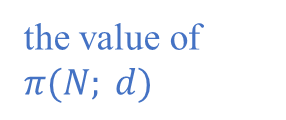 the value of
π(N; d)